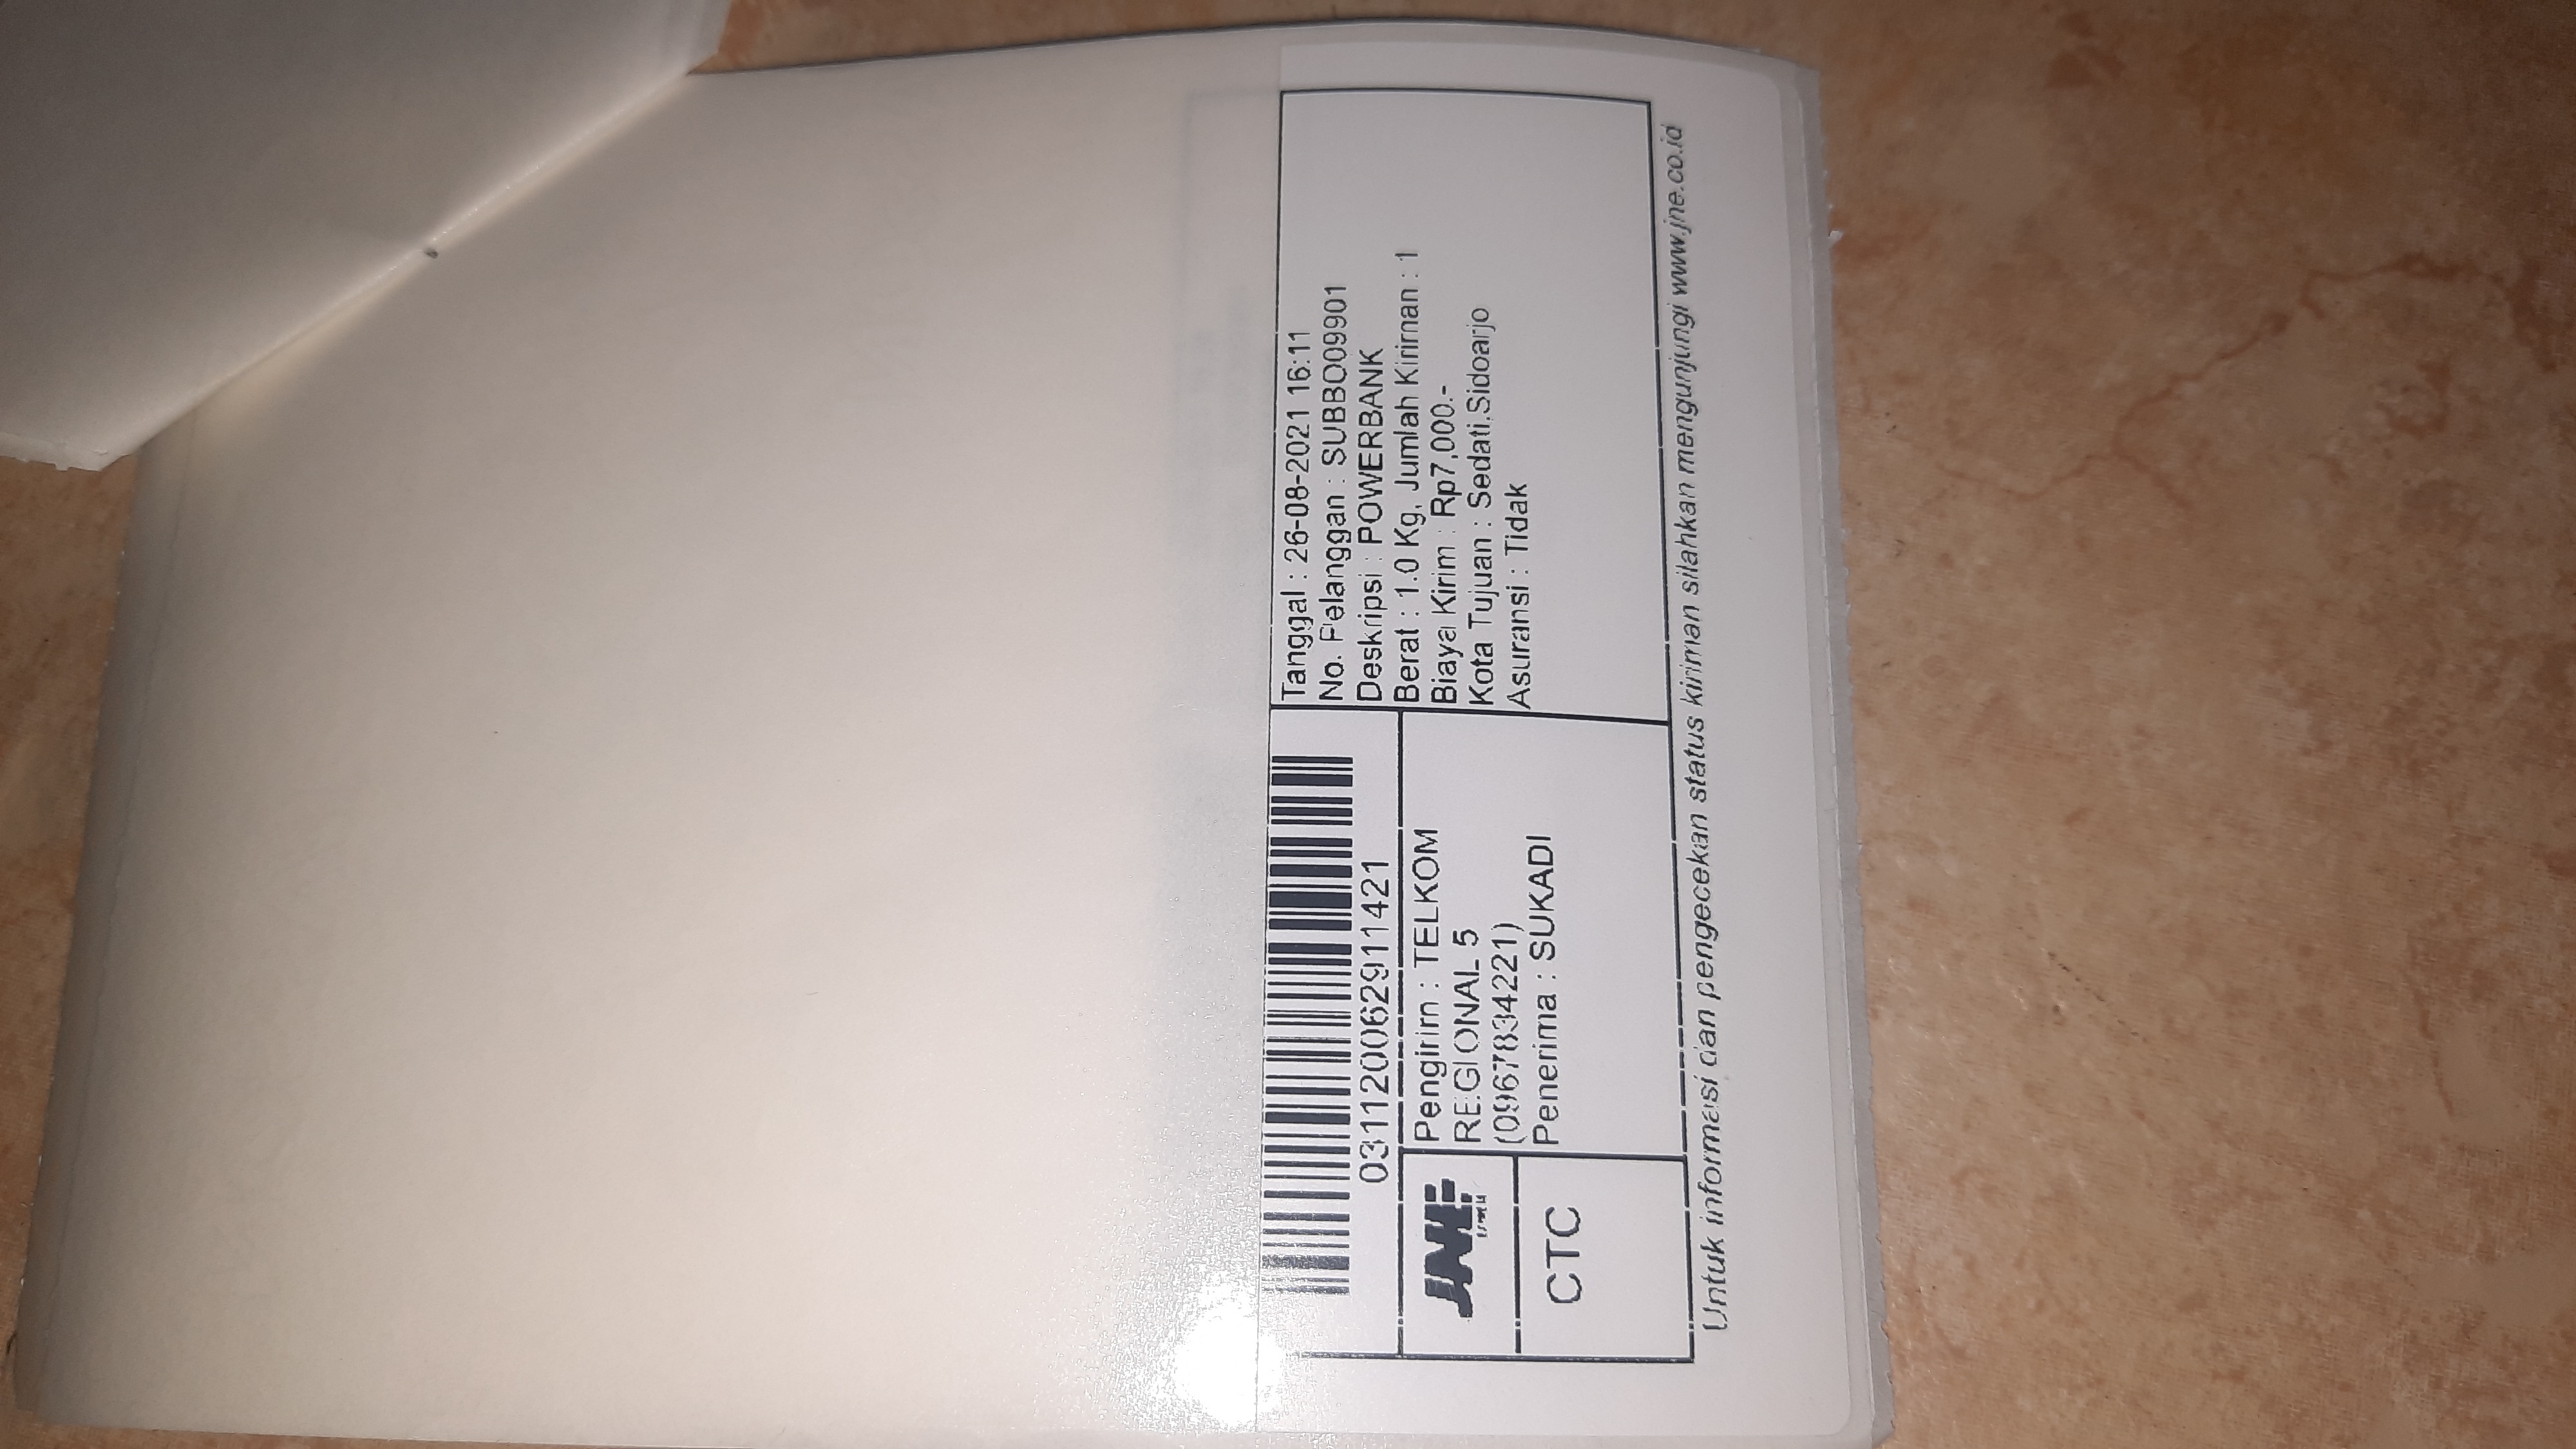 031120062911421
JNE
CTC
Pengirim : TELKOM
REGIONAL 5
(0967834221)
Penerima : SUKADI
Tanggal : 26-08-2021 16:11
No. Pelanggan : SUBBO09901
Deskripsi : POWERBANK
Berat : 1.0 Kg, Jumlah Kiriman : 1
Biaya Kirim : Rp7,000.-
Kota Tujuan : Sedati,Sidoarjo
Asuransi : Tidak
Untuk informasi dan pengecekan status kiriman silahkan mengunjungi www.jne.co.id